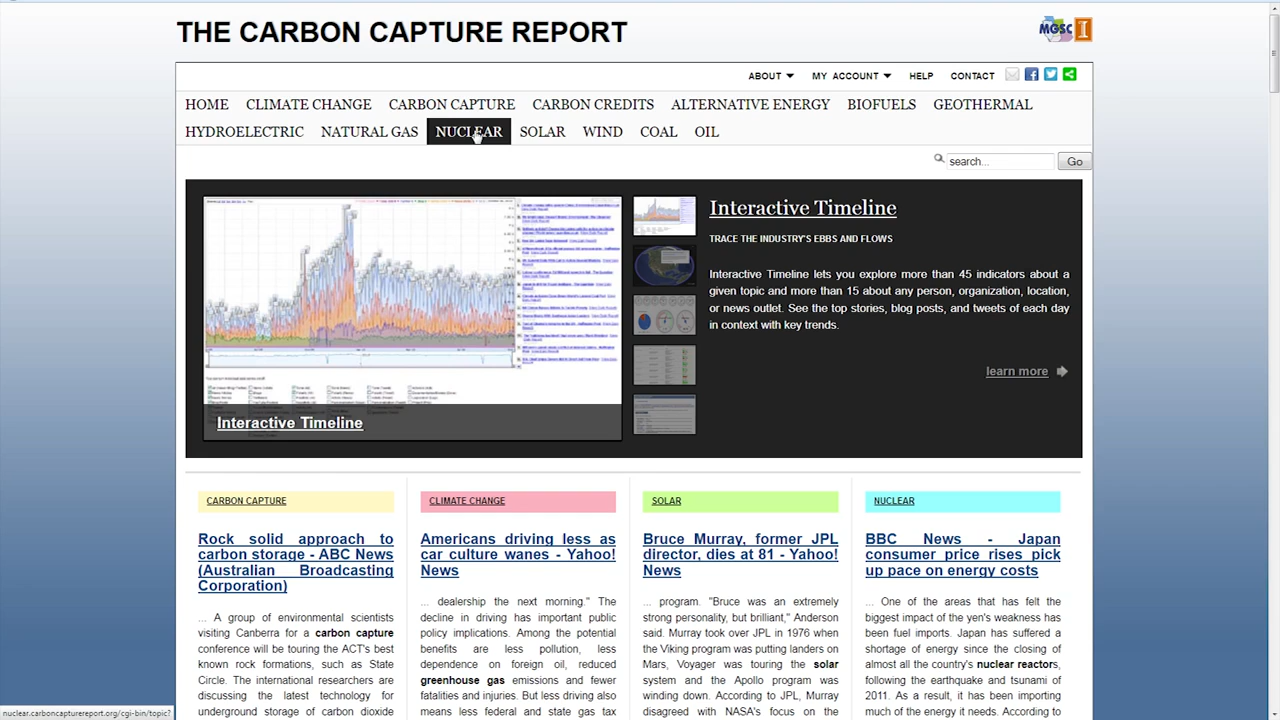 THE CARBON CAPTURE REPORT
MGSC I
ABOUT MY ACCOUNT HELP CONTACT
HOME CLIMATE CHANGE CARBON CAPTURE CARBON CREDITS ALTERNATIVE ENERGY BIOFUELS GEOTHERMAL
HYDROELECTRIC NATURAL GAS NUCLEAR SOLAR WIND COAL OIL
search... Go
Interactive Timeline
Interactive Timelines let you explore more than 45 indicators about a
given topic and more than 15 about any person, organization, location,
or news outlet, with top stories, blog posts, and tweets for each day
coupled with world maps.
learn more
Interactive Timeline
CARBON CAPTURE
Rock solid approach to
carbon storage - ABC News
(Australian Broadcasting
Corporation)
... A group of environmental scientists
visiting Canberra for a carbon capture
conference will be touring the ACT's best
known rock formations, such as State
Circle. The international researchers are
discussing the latest technology for
underground storage of carbon dioxide
CLIMATE CHANGE
Americans driving less as
car culture wanes - Yahoo!
News
... dealership the next morning." The
decline in driving has important public
policy implications. Among the potential
benefits are less pollution, less
dependence on foreign oil, reduced
greenhouse gas emissions and fewer
fatalities and injuries. But less driving also
means less federal and state gas tax
SOLAR
Bruce Murray, former JPL
director, dies at 81 - Yahoo!
News
... program. "Bruce was an extremely
strong personality, but brilliant," Anderson
said. Murray took over JPL in 1976 when
the Viking program was putting landers on
Mars, Voyager was touring the solar
system and the Apollo program was
winding down. According to JPL, Murray
disagreed with NASA's focus on the
NUCLEAR
BBC News - Japan
consumer price rises pick
up pace on energy costs
... One of the areas that has felt the
biggest impact of the yen's weakness has
been fuel imports. Japan has suffered a
shortage of energy since the closing of
almost all the country's nuclear reactors,
following the earthquake and tsunami of
2011. As a result, it has been importing
much of the energy it needs. According to
nuclear.carboncapturereport.org/cgi-bin/topic?